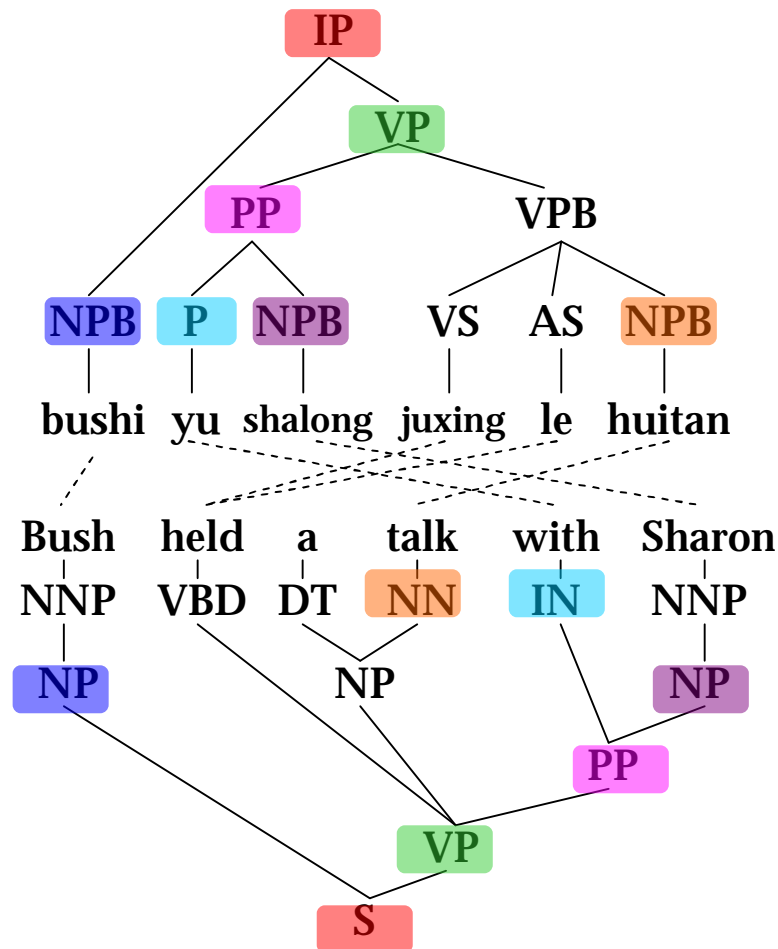 IP
VP
PP VPB
NPB P NPB VS AS NPB
bushi yu shalong juxing le huitan
Bush held a talk with Sharon
NNP VBD DT NN IN NNP
NP NP NP
PP
VP
S